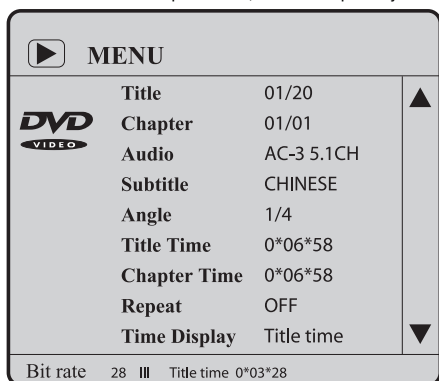 MENU
Title 01/20
DVD Chapter 01/01
VIDEO Audio AC-3 5.1CH
Subtitle CHINESE
Angle 1/4
Title Time 0*06*58
Chapter Time 0*06*58
Repeat OFF
Time Display Title time
Bit rate 28 Title time 0*03*28